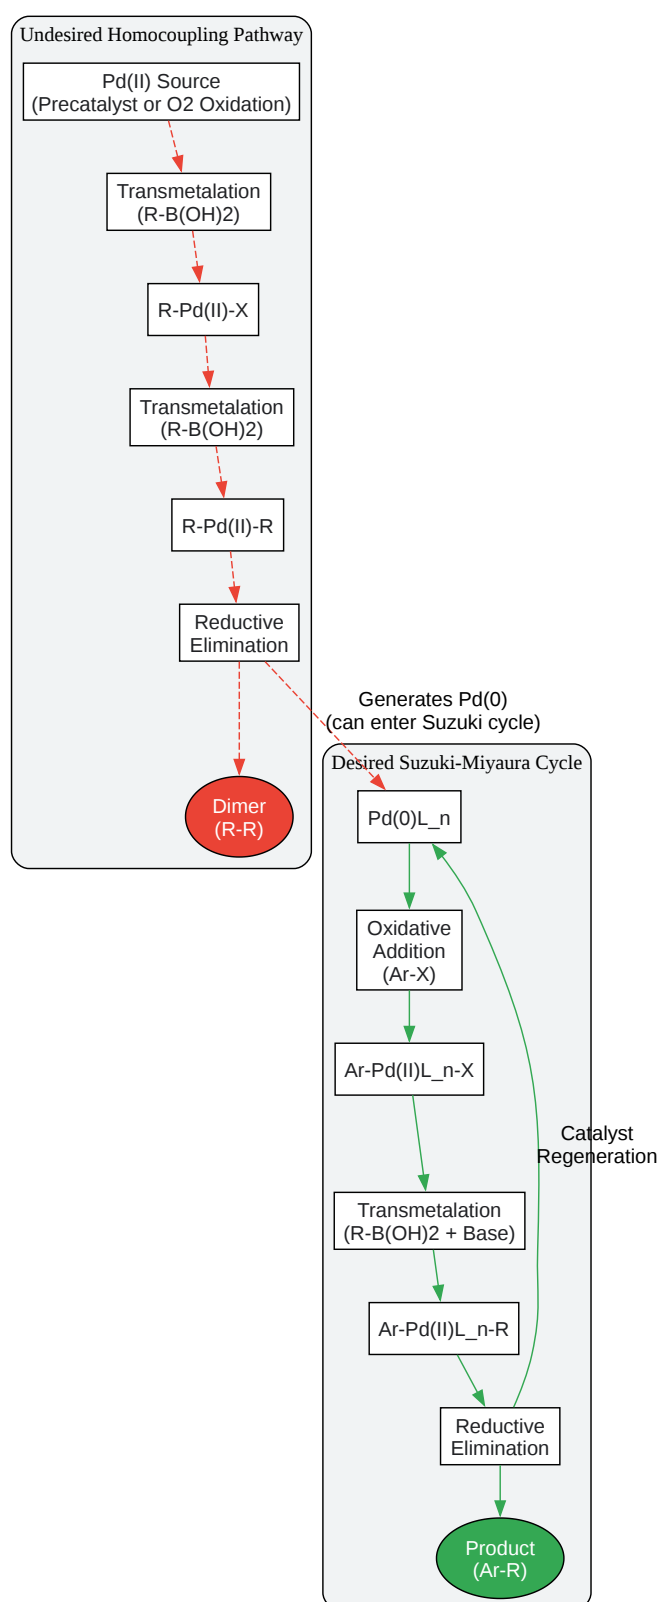 Undesired Homocoupling Pathway
Pd(II) Source
(Precatalyst or O2 Oxidation)
Transmetalation
(R-B(OH)2)
R-Pd(II)-X
Transmetalation
(R-B(OH)2)
R-Pd(II)-R
Reductive
Elimination
Generates Pd(0)
(can enter Suzuki cycle)
Dimer
(R-R)
Desired Suzuki-Miyaura Cycle
Pd(0)L_n
Oxidative
Addition
(Ar-X)
Ar-Pd(II)L_n-X
Catalyst
Regeneration
Transmetalation
(R-B(OH)2 + Base)
Ar-Pd(II)L_n-R
Reductive
Elimination
Product
(Ar-R)